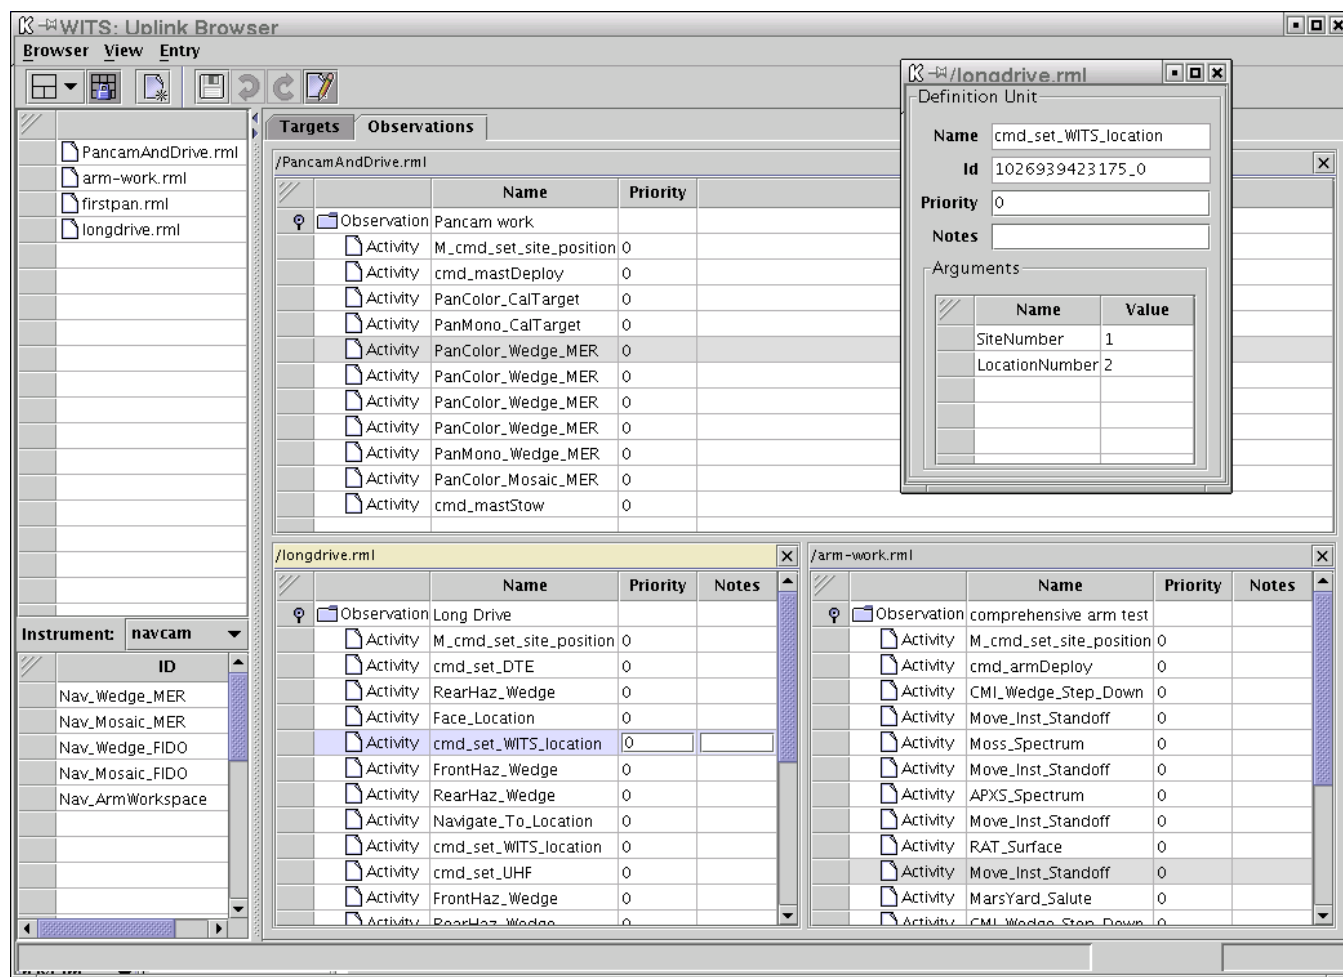 WITS: Uplink Browser
Browser View Entry
PancamAndDrive.rml
arm-work.rml
firstpan.rml
longdrive.rml
Instrument: navcam
ID
Nav_Wedge_MER
Nav_Mosaic_MER
Nav_Wedge_FIDO
Nav_Mosaic_FIDO
Nav_ArmWorkspace
Targets Observations
/PancamAndDrive.rml
Name Priority
Observation Pancam work
Activity M_cmd_set_site_position 0
Activity cmd_mastDeploy 0
Activity PanColor_CalTarget 0
Activity PanMono_CalTarget 0
Activity PanColor_Wedge_MER 0
Activity PanColor_Wedge_MER 0
Activity PanColor_Wedge_MER 0
Activity PanColor_Wedge_MER 0
Activity PanMono_Wedge_MER 0
Activity PanColor_Mosaic_MER 0
Activity cmd_mastStow 0
/longdrive.rml
Definition Unit
Name cmd_set_WITS_location
Id 1026939423175_0
Priority 0
Notes
Arguments
Name Value
SiteNumber 1
LocationNumber 2
/longdrive.rml
Name Priority Notes
Observation Long Drive
Activity M_cmd_set_site_position 0
Activity cmd_set_DTE 0
Activity RearHaz_Wedge 0
Activity Face_Location 0
Activity cmd_set_WITS_location 0
Activity FrontHaz_Wedge 0
Activity RearHaz_Wedge 0
Activity Navigate_To_Location 0
Activity cmd_set_WITS_location 0
Activity cmd_set_UHF 0
Activity FrontHaz_Wedge 0
Activity RearHaz_Wedge 0
/arm-work.rml
Name Priority Notes
Observation comprehensive arm test
Activity M_cmd_set_site_position 0
Activity cmd_armDeploy 0
Activity CMI_Wedge_Step_Down 0
Activity Move_Inst_Standoff 0
Activity Moss_Spectrum 0
Activity Move_Inst_Standoff 0
Activity APXS_Spectrum 0
Activity Move_Inst_Standoff 0
Activity RAT_Surface 0
Activity Move_Inst_Standoff 0
Activity MarsYard_Salute 0
Activity CMI_Wedge_Step_Down 0